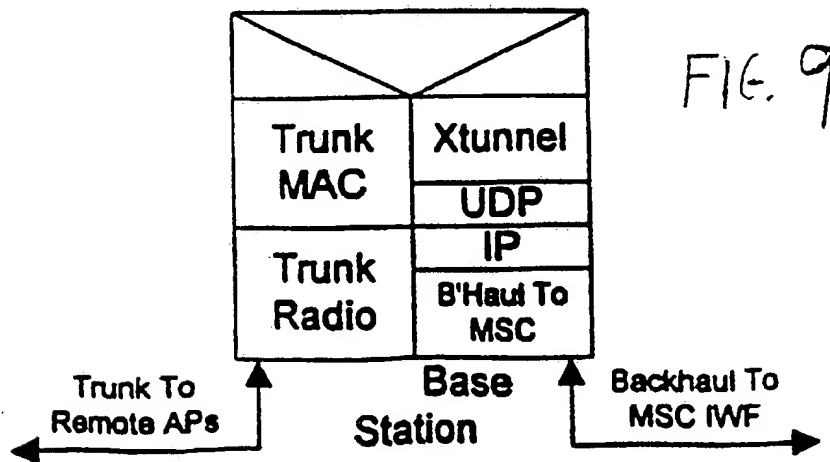 FIG. 9
Trunk
MAC
Xtunnel
UDP
Trunk
Radio
IP
B'Haul To
MSC
Trunk To
Remote APs
Base
Station
Backhaul To
MSC IWF